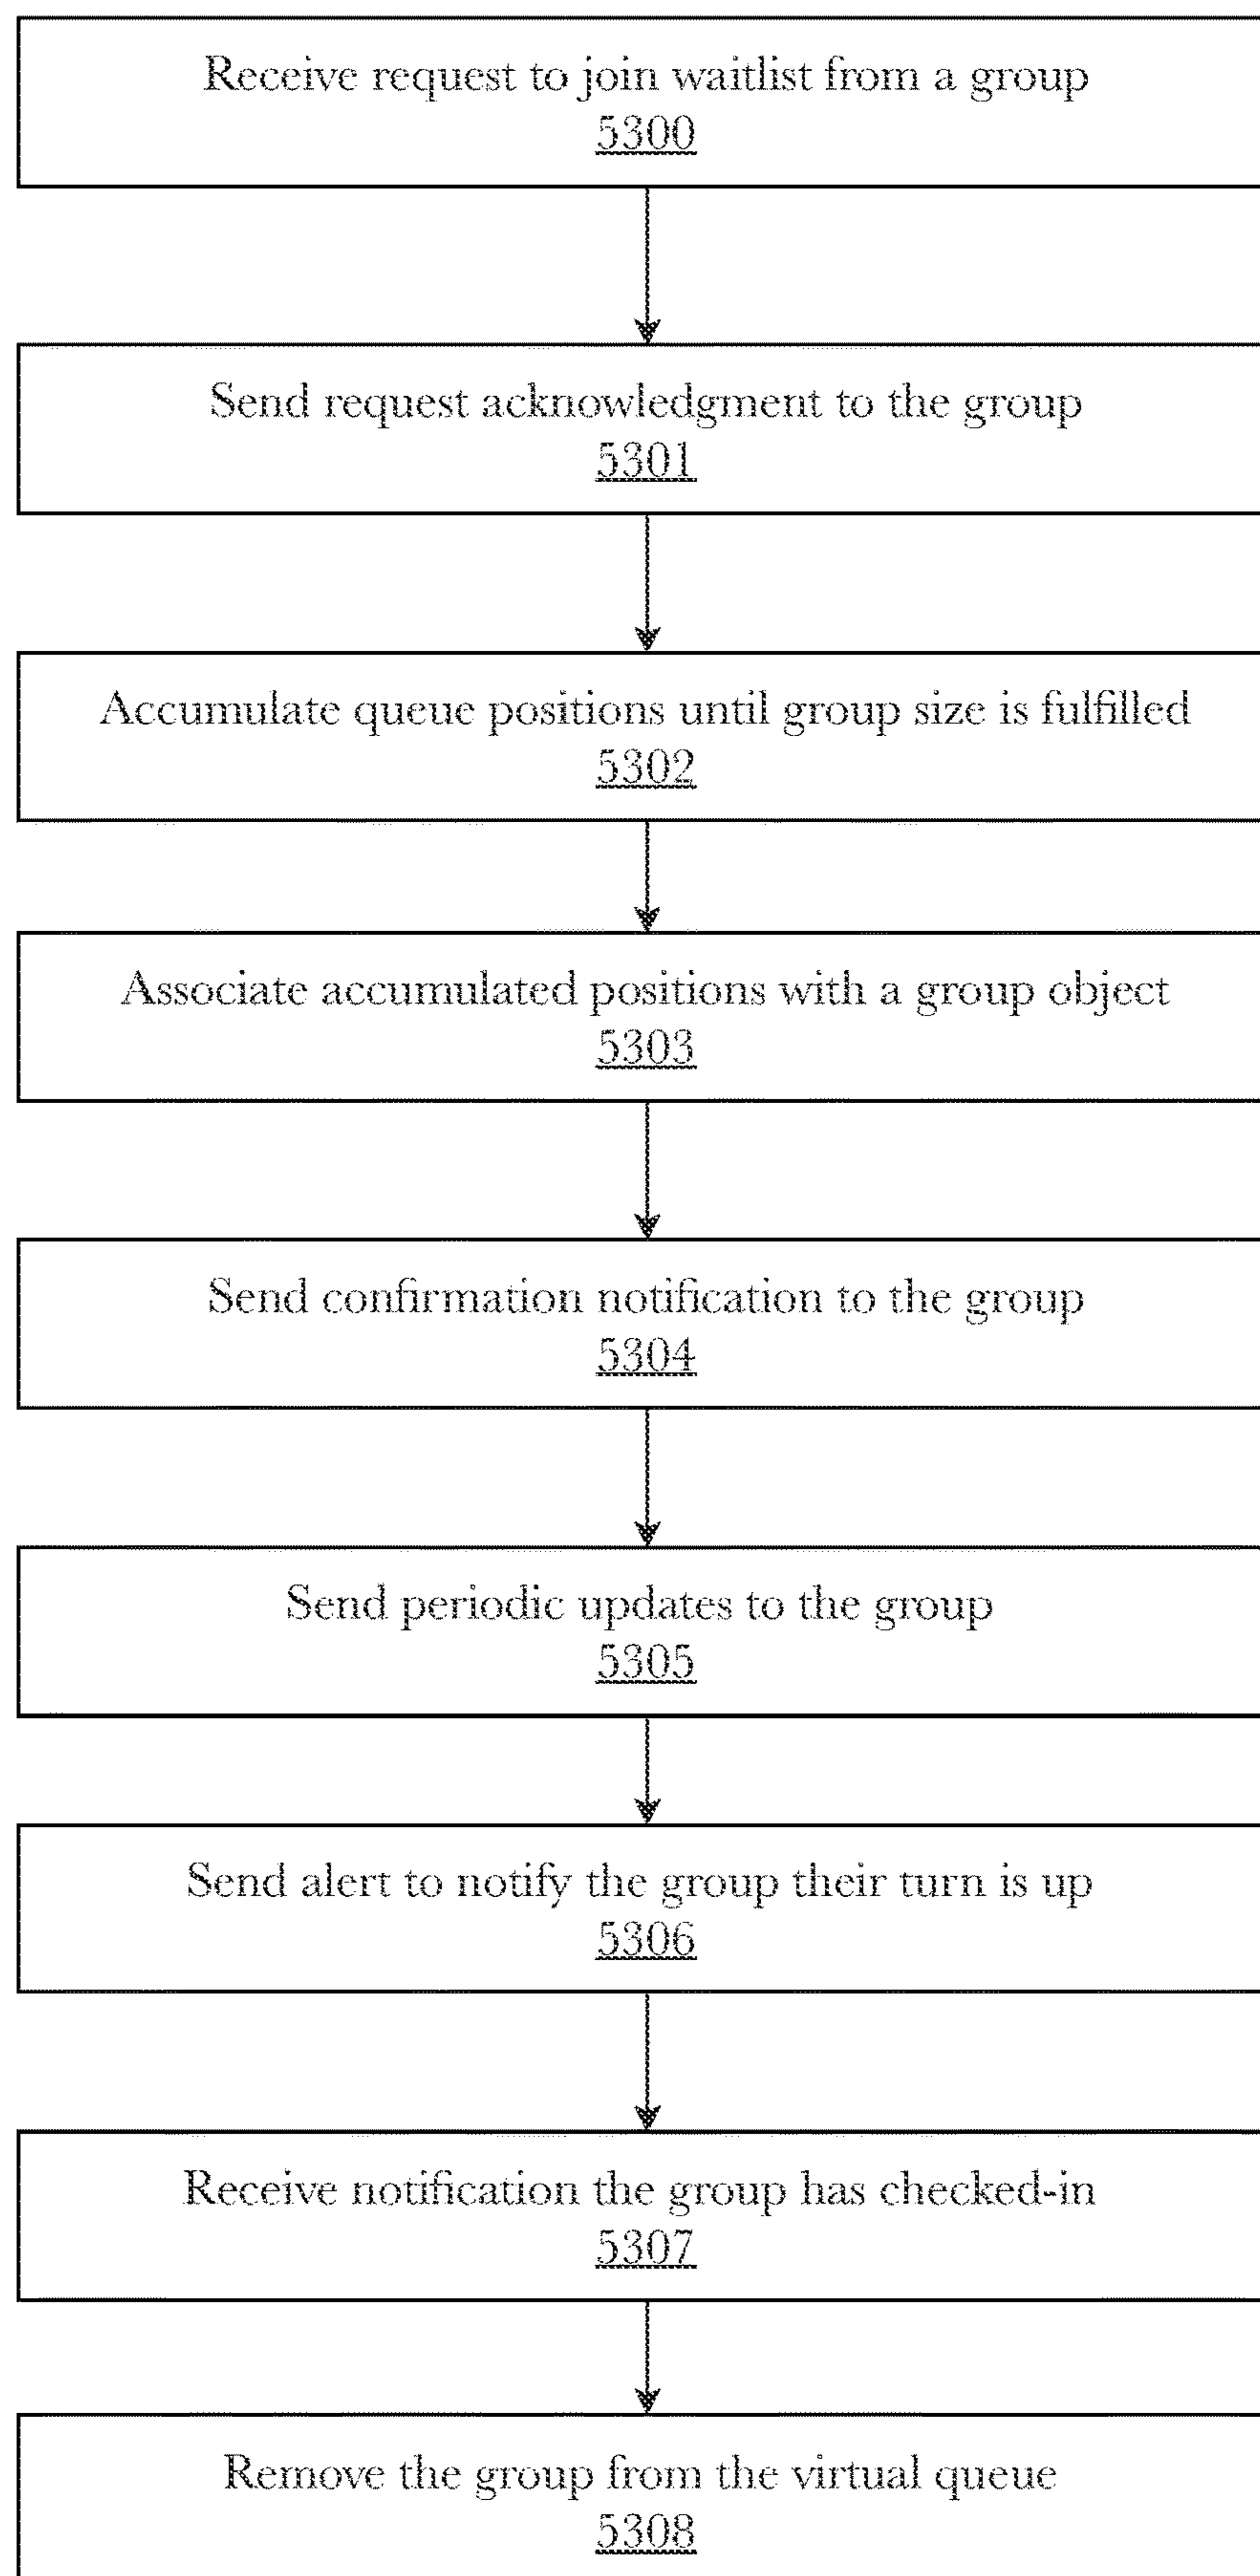 Receive request to join waitlist from a group
5300
Send request acknowledgment to the group
5301
Accumulate queue positions until group size is fulfilled
5302
Associate accumulated positions with a group object
5303
Send confirmation notification to the group
5304
Send periodic updates to the group
5305
Send alert to notify the group their turn is up
5306
Receive notification the group has checked-in
5307
Remove the group from the virtual queue
5308